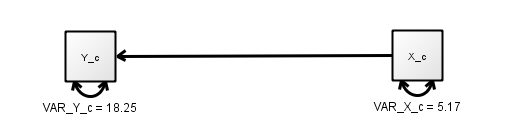 Y_c
X_c
VAR_Y_c = 18.25
VAR_X_c = 5.17